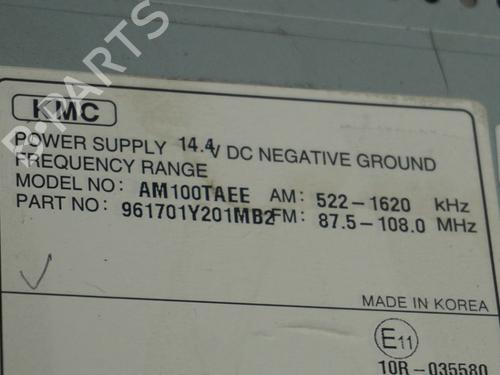 KMC
POWER SUPPLY 14.4V DC NEGATIVE GROUND
FREQUENCY RANGE
MODEL NO: AM100TAEE AM: 522-1620 kHz
PART NO: 961701Y201MB2 FM: 87.5-108.0 MHz
MADE IN KOREA
E11
10R-035580
B-PARTS